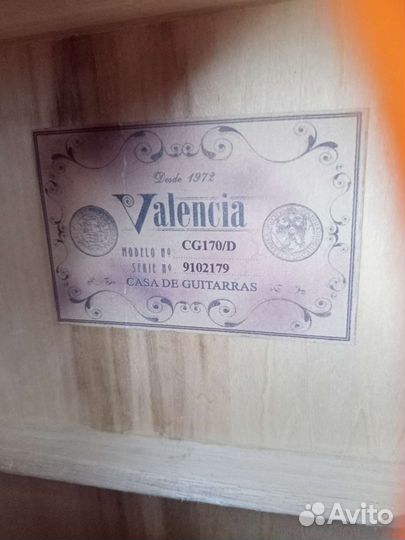 Desde 1972
Valencia
MODELO No. CG170/D
SERIE No. 9102179
CASA DE GUITARRAS
Avito